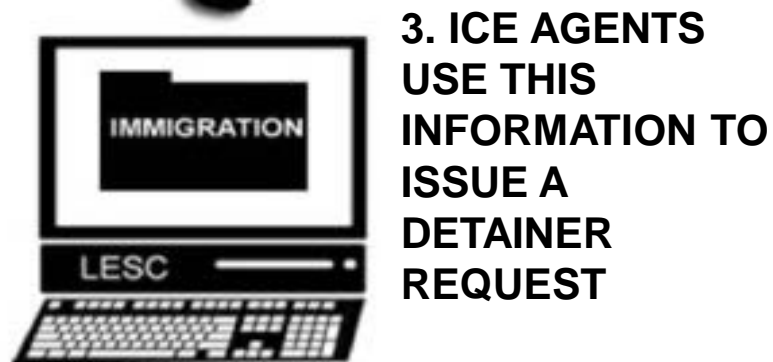 3. ICE AGENTS
USE THIS
INFORMATION TO
ISSUE A
DETAINER
REQUEST
IMMIGRATION
LESC